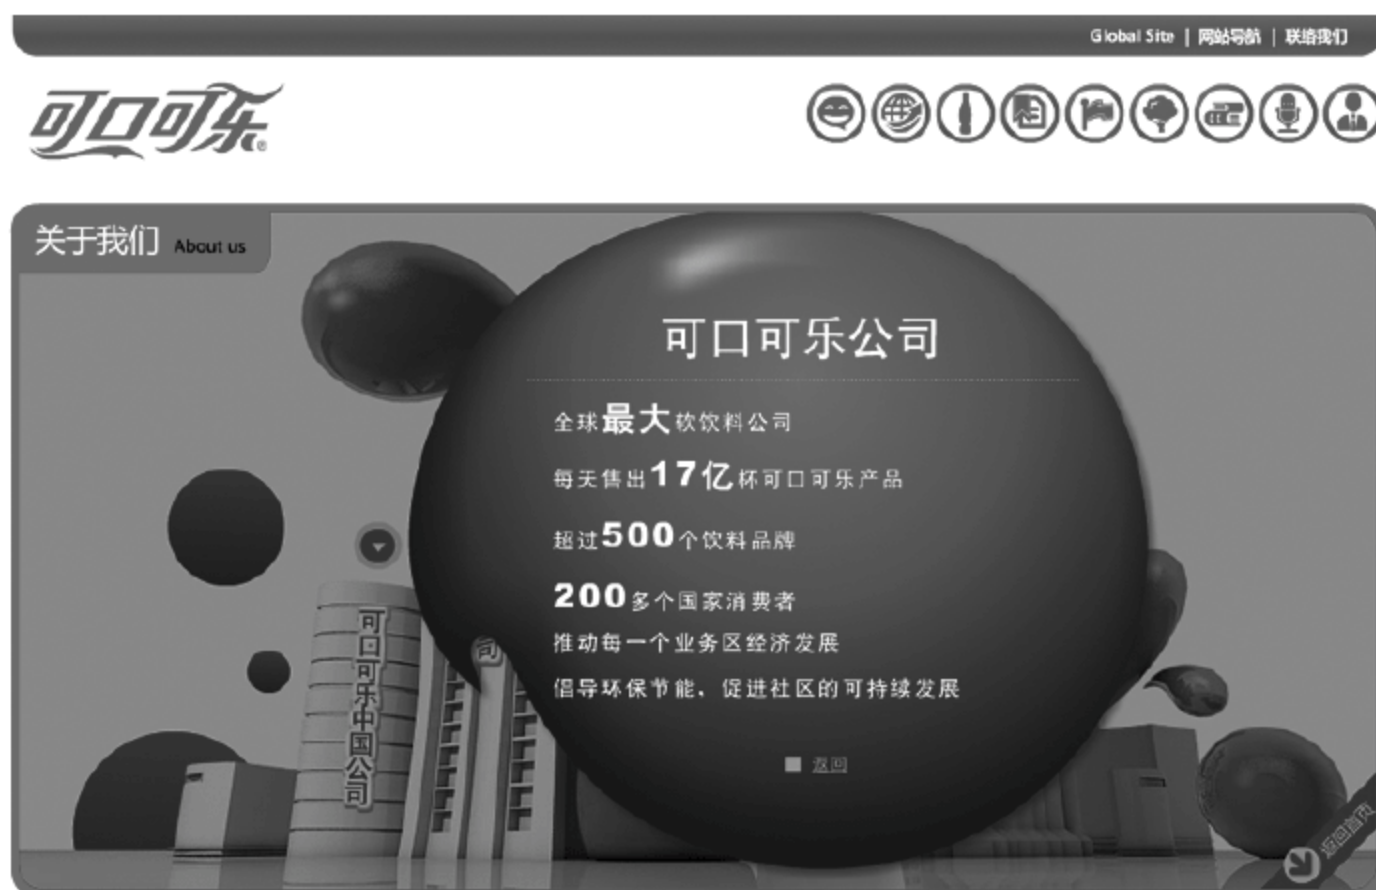 Global Site | 网站导航 | 联络我们
可口可乐®
关于我们 About us
可口可乐公司
全球最大软饮料公司
每天售出17亿杯可口可乐产品
超过500个饮料品牌
200多个国家消费者
推动每一个业务区经济发展
倡导环保节能，促进社区的可持续发展
返回
可口可乐中国公司
司
返回首页